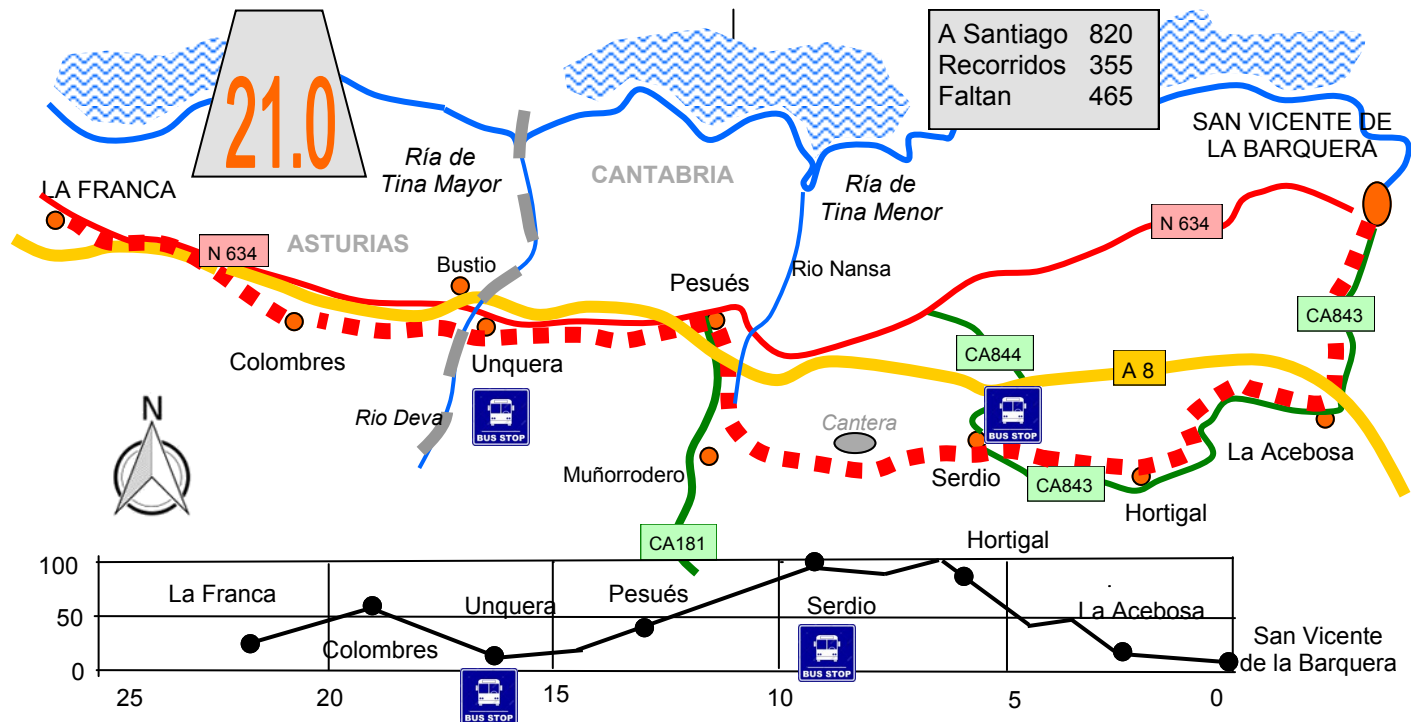 21.0
A Santiago 820
Recorridos 355
Faltan 465
SAN VICENTE DE
LA BARQUERA
Ría de
Tina Mayor
CANTABRIA
Ría de
Tina Menor
LA FRANCA
N 634
ASTURIAS
N 634
Bustio
Pesués
Rio Nansa
CA843
Colombres
Unquera
CA844
A 8
N
Rio Deva
BUS STOP
Cantera
BUS STOP
La Acebosa
Muñorrodero
Serdio
CA843
Hortigal
CA181
Hortigal
100
La Franca
Unquera
Pesués
Serdio
La Acebosa
50
Colombres
BUS STOP
San Vicente
de la Barquera
0
25
20
BUS STOP
15
10
5
0